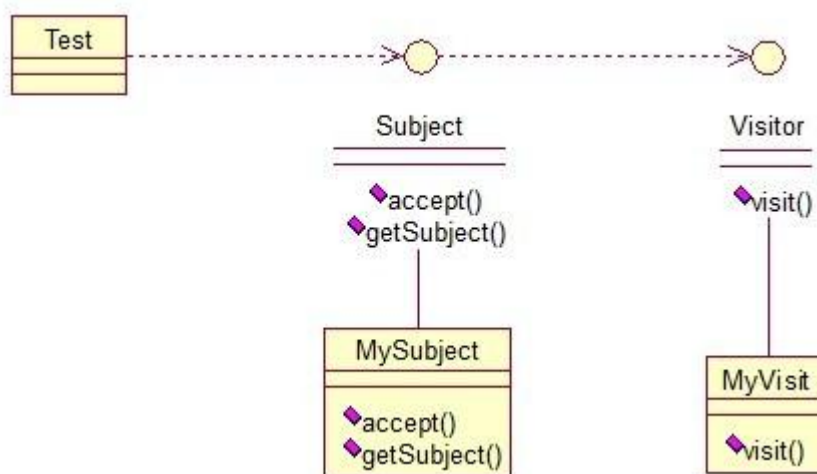 Test
Subject
accept()
getSubject()
Visitor
visit()
MySubject
accept()
getSubject()
MyVisit
visit()